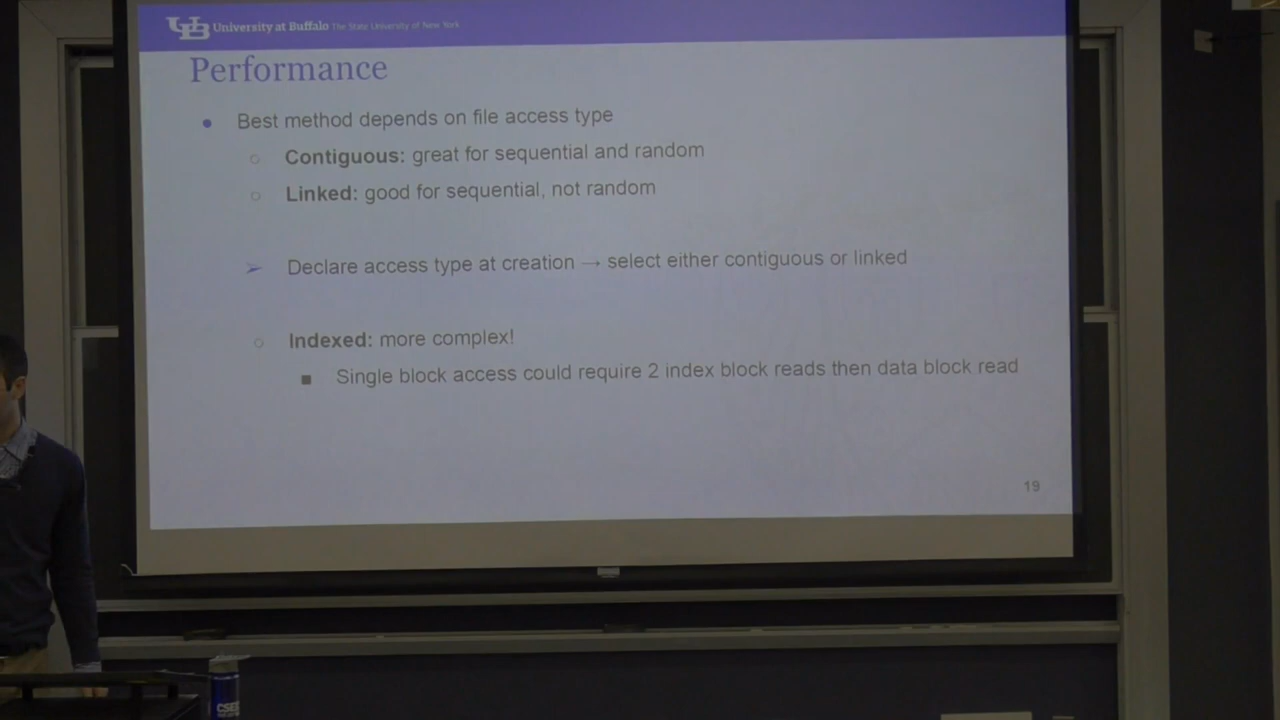 UB University at Buffalo The State University of New York
Performance
● Best method depends on file access type
○ Contiguous: great for sequential and random
○ Linked: good for sequential, not random
➢ Declare access type at creation → select either contiguous or linked
○ Indexed: more complex!
■ Single block access could require 2 index block reads then data block read
19